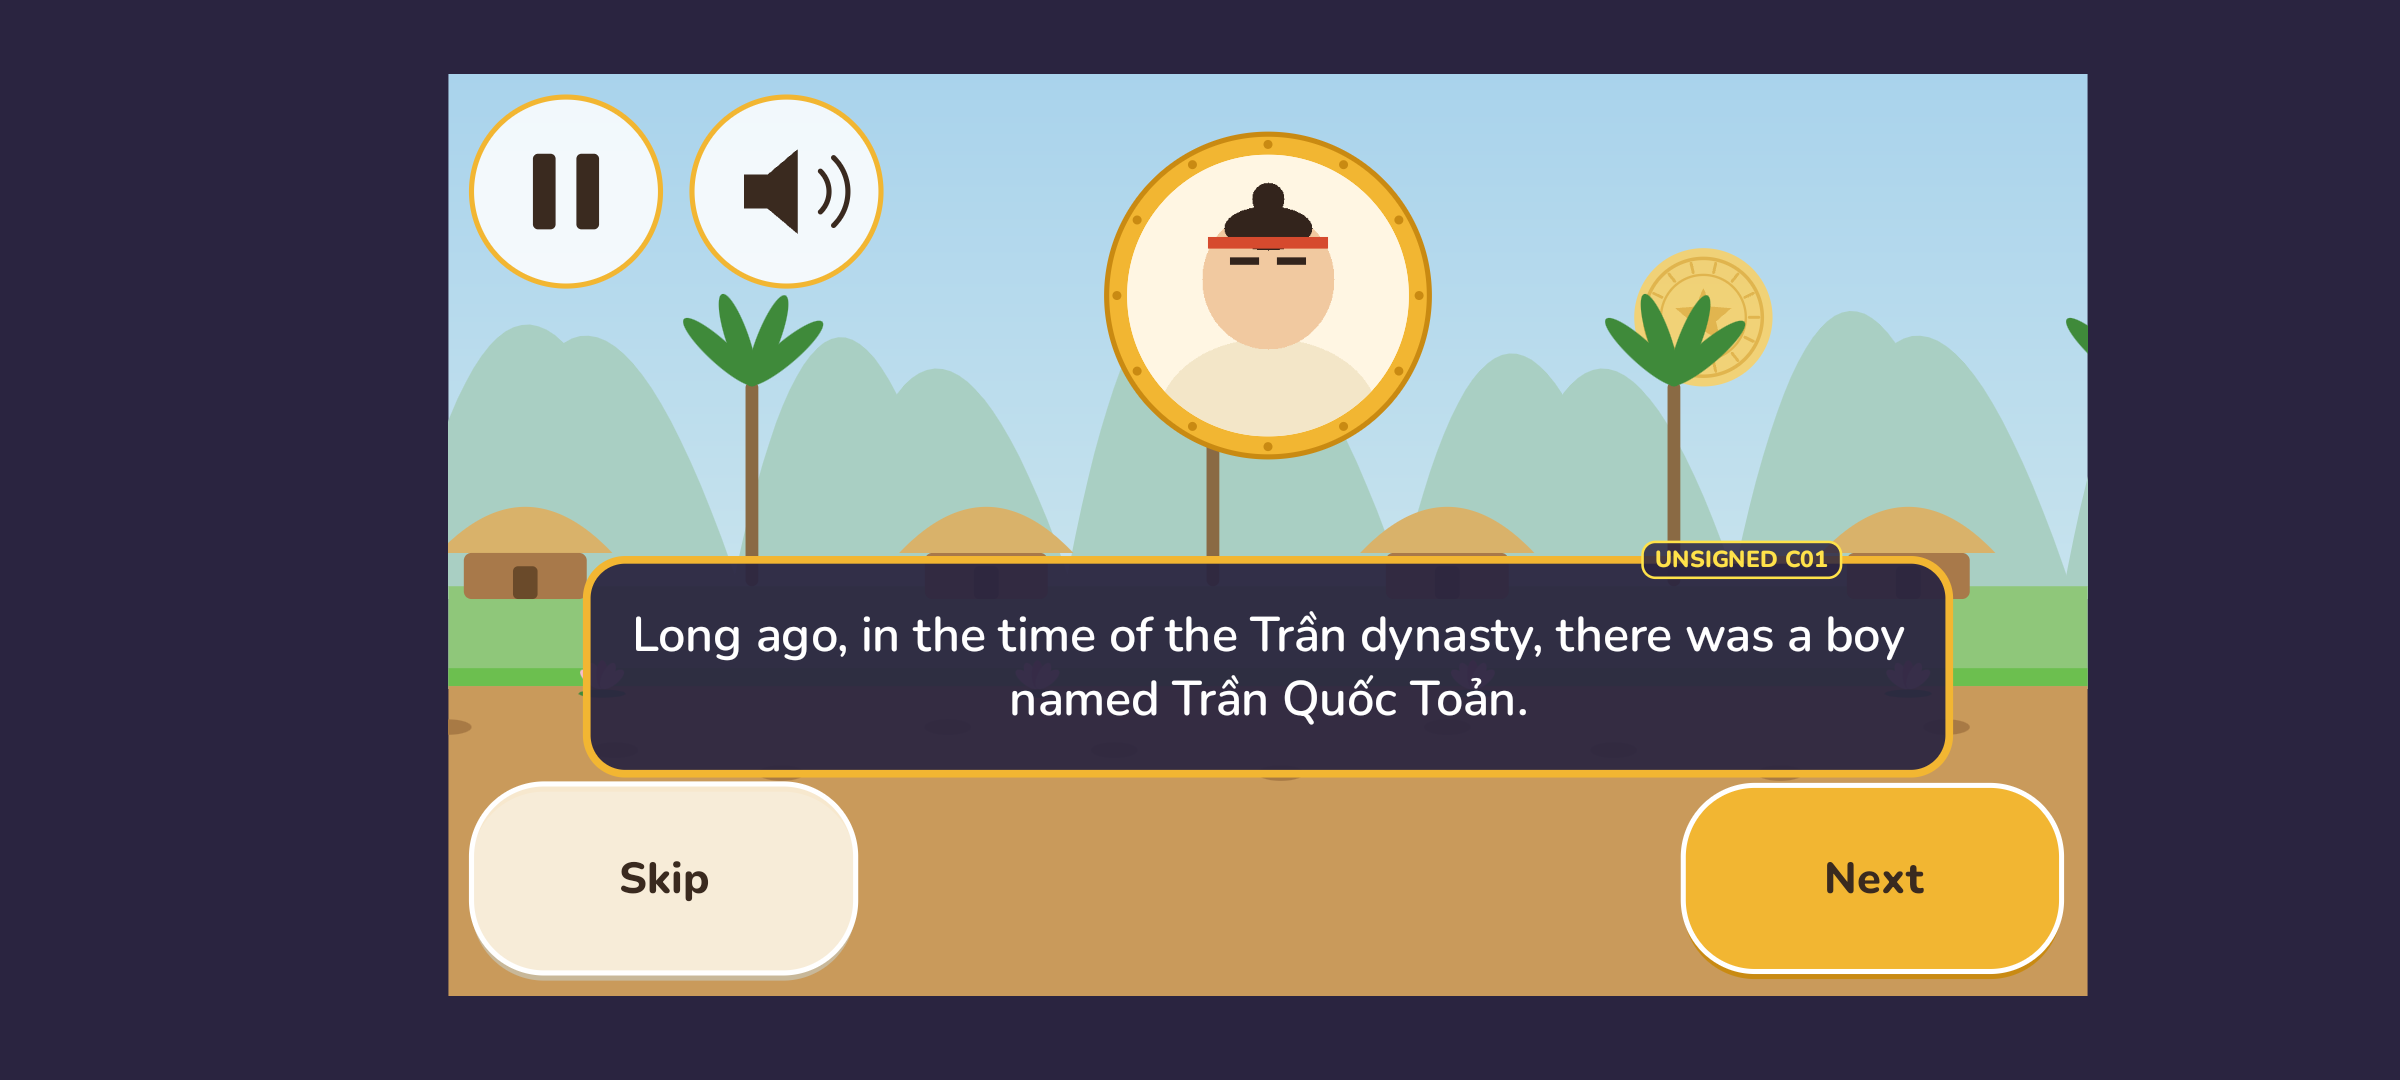 UNSIGNED C01
Long ago, in the time of the Trần dynasty, there was a boy
named Trần Quốc Toản.
Skip
Next